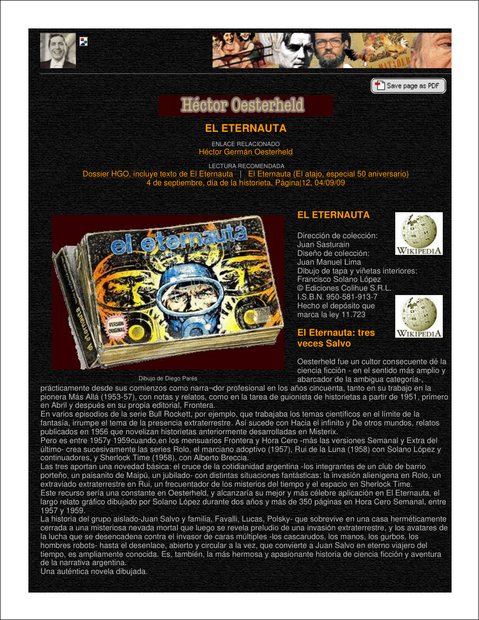 Save page as PDF
Héctor Oesterheld
EL ETERNAUTA
ENLACE RELACIONADO
Héctor Germán Oesterheld
LECTURA RECOMENDADA
Dossier HGO, incluye texto de El Eternauta | El Eternauta {El atajo, especial 50 aniversario}
4 de septiembre, día de la historieta, Página|12, 04/09/09
el eternauta
VERSION ORIGINAL
Dibujo de Diego Parés
EL ETERNAUTA
Dirección de colección:
Juan Sasturain
Diseño de colección:
Juan Manuel Lima
Dibujo de tapa y viñetas interiores:
Francisco Solano López
© Ediciones Colihue S.R.L.
I.S.B.N. 950-581-913-7
Hecho el depósito que
marca la ley 11.723
WIKIPEDIA
WIKIPEDIA
El Eternauta: tres
veces Salvo
Oesterheld fue un cultor consecuente de la
ciencia ficción - en el sentido más amplio y
abarcador de la ambigua categoría-,
prácticamente desde sus comienzos como narra¬dor profesional en los años cincuenta, tanto en su trabajo en la
pionera Más Allá (1953-57), con notas y relatos, como en la tarea de guionista de historietas a partir de 1951, primero
en Abril y después en su propia editorial, Frontera.
En varios episodios de la serie Bull Rockett, por ejemplo, que trabajaba los temas científicos en el límite de la
fantasía, irrumpe el tema de la presencia extraterrestre. Así sucede con Hacia el infinito y De otros mundos, relatos
publicados en 1956 que novelizan historietas anteriormente desarrolladas en Misterix.
Pero es entre 1957y 1959cuando,en los mensuarios Frontera y Hora Cero -más las versiones Semanal y Extra del
último- crea sucesivamente las series Rolo, el marciano adoptivo (1957), Rui de la Luna (1958) con Solano López y
continuadores, y Sherlock Time (1958), con Alberto Breccia.
Las tres aportan una novedad básica: el cruce de la cotidianidad argentina -los integrantes de un club de barrio
porteño, un paisanito de Maipú, un jubilado- con distintas situaciones fantásticas: la invasión alienígena en Rolo, un
extraviado extraterrestre en Rui, un frecuentador de los misterios del tiempo y el espacio en Sherlock Time.
Este recurso sería una constante en Oesterheld, y alcanzaría su mejor y más célebre aplicación en El Eternauta, el
largo relato gráfico dibujado por Solano López durante dos años y más de 350 páginas en Hora Cero Semanal, entre
1957 y 1959.
La historia del grupo aislado-Juan Salvo y familia, Favalli, Lucas, Polsky- que sobrevive en una casa herméticamente
cerrada a una misteriosa nevada mortal que luego se revela preludio de una invasión extraterrestre, y los avatares de
la lucha que se desencadena contra el invasor de caras múltiples -los cascarudos, los manos, los gurbos, los
hombres robots- hasta el desenlace, abierto y circular a la vez, que convierte a Juan Salvo en eterno viajero del
tiempo, es ampliamente conocida. Es, también, la más hermosa y apasionante historia de ciencia ficción y aventura
de la narrativa argentina.
Una auténtica novela dibujada.